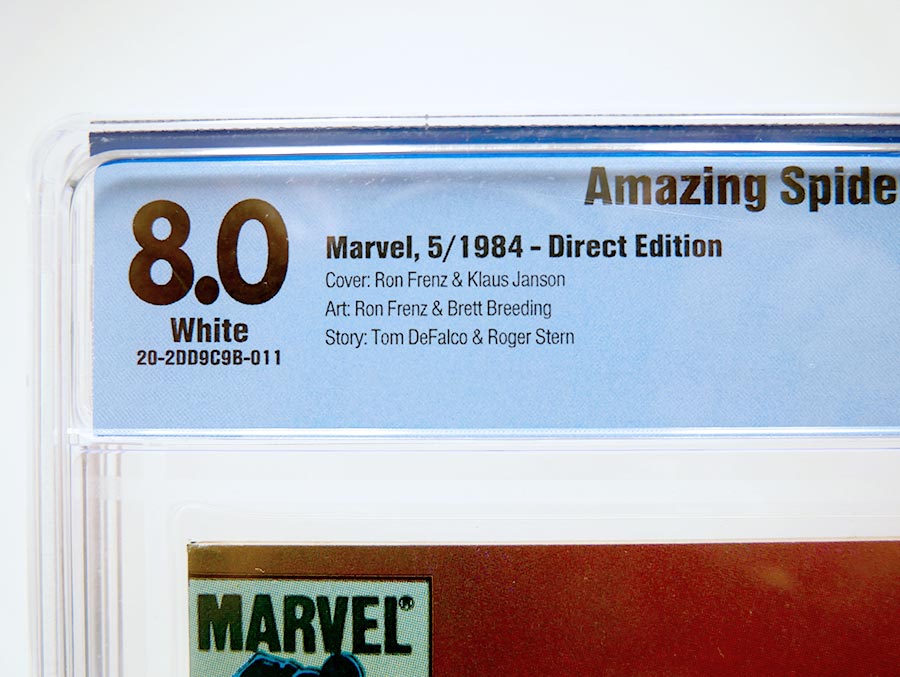 Amazing Spide
8.0
White
20-2DD9C9B-011
Marvel, 5/1984 - Direct Edition
Cover: Ron Frenz & Klaus Janson
Art: Ron Frenz & Brett Breeding
Story: Tom DeFalco & Roger Stern
MARVEL®